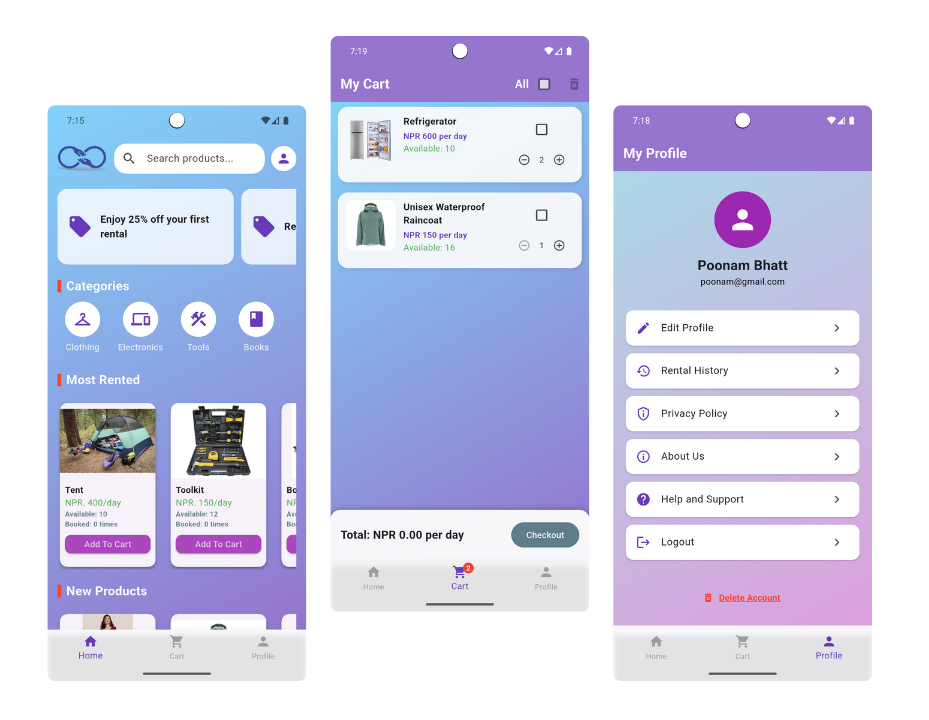 7:15
Search products...
Enjoy 25% off your first
rental
Re
Categories
Clothing
Electronics
Tools
Books
Most Rented
Tent
NPR. 400/day
Available: 10
Booked: 0 times
Add To Cart
Toolkit
NPR. 150/day
Available: 12
Booked: 0 times
Add To Cart
Bo
NP
Ava
Boo
New Products
Home
Cart
Profile
7:19
My Cart
All
Refrigerator
NPR 600 per day
Available: 10
2
Unisex Waterproof
Raincoat
NPR 150 per day
Available: 16
1
Total: NPR 0.00 per day
Checkout
2
Home
Cart
Profile
7:18
My Profile
Poonam Bhatt
poonam@gmail.com
Edit Profile
Rental History
Privacy Policy
About Us
Help and Support
Logout
Delete Account
Home
Cart
Profile